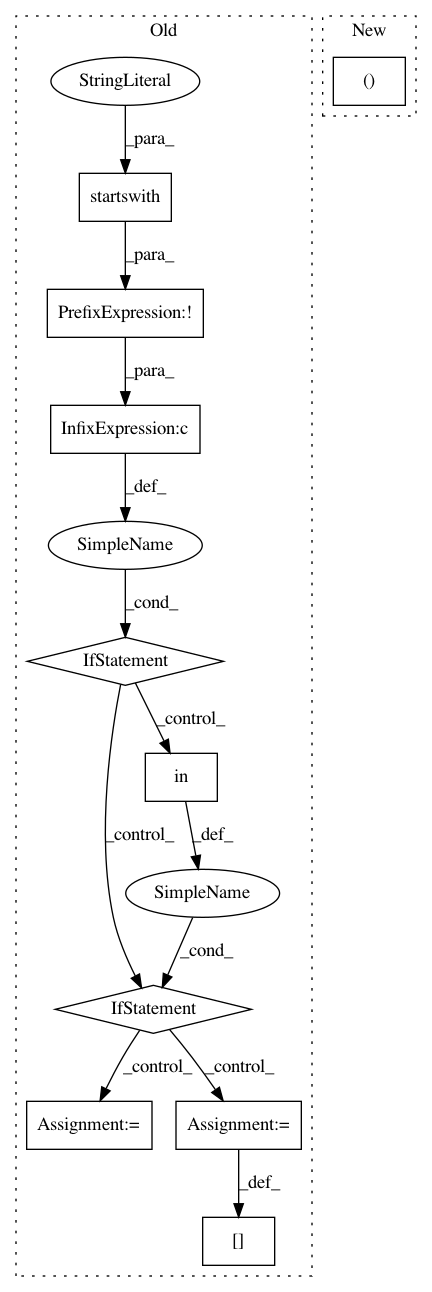 Old
New
StringLiteral
()
_para_
startswith
_para_
PrefixExpression:!
_para_
InfixExpression:c
_def_
SimpleName
_cond_
IfStatement
_control_
in
_control_
_def_
SimpleName
_cond_
IfStatement
_control_
_control_
Assignment:=
Assignment:=
_def_
[]